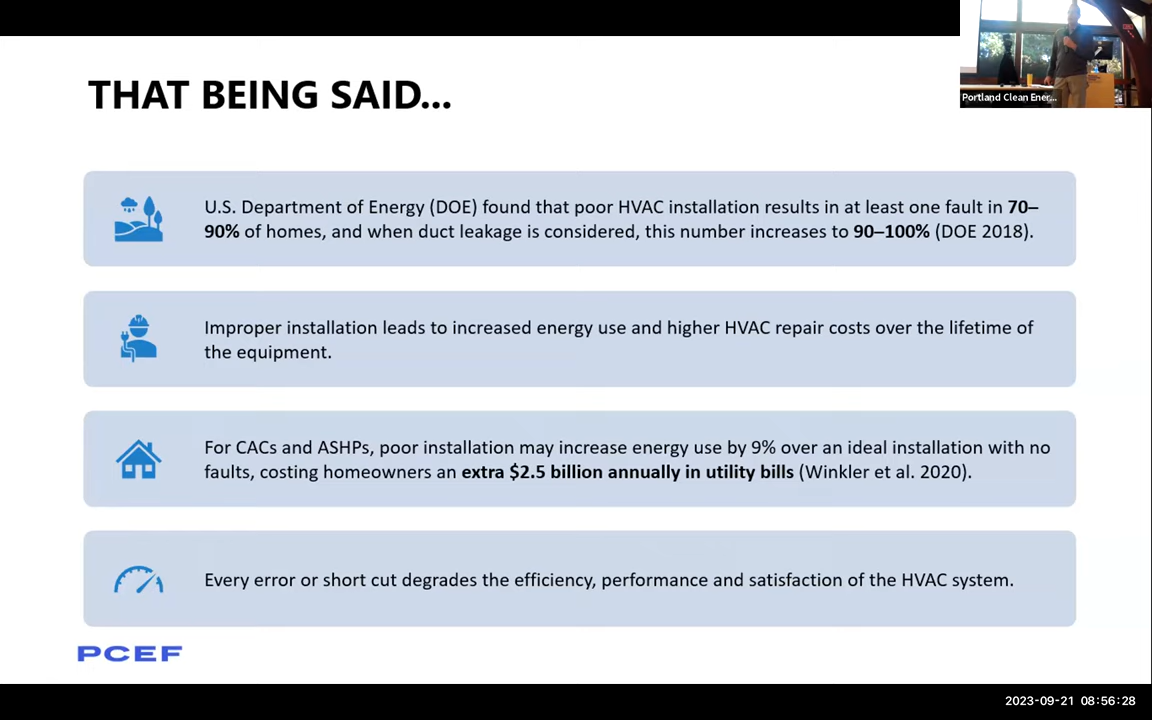 THAT BEING SAID...
Portland Clean Ener...
U.S. Department of Energy (DOE) found that poor HVAC installation results in at least one fault in 70–
90% of homes, and when duct leakage is considered, this number increases to 90–100% (DOE 2018).
Improper installation leads to increased energy use and higher HVAC repair costs over the lifetime of
the equipment.
For CACs and ASHPs, poor installation may increase energy use by 9% over an ideal installation with no
faults, costing homeowners an extra $2.5 billion annually in utility bills (Winkler et al. 2020).
Every error or short cut degrades the efficiency, performance and satisfaction of the HVAC system.
PCEF
2023-09-21 08:56:28